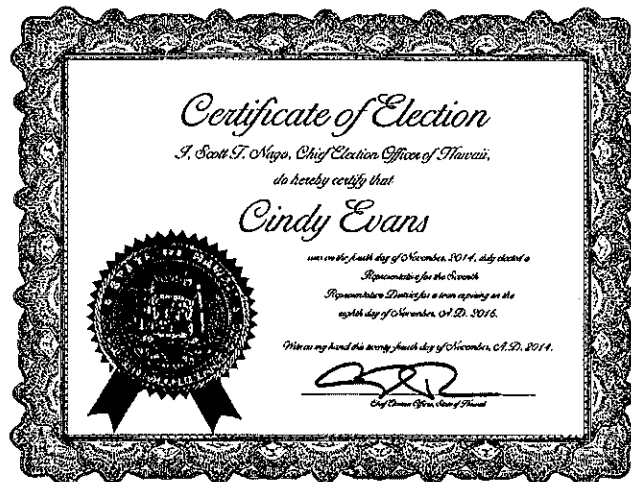 Certificate of Election
I, Scott T. Nago, Chief Election Officer of Hawaii,
do hereby certify that
Cindy Evans
was on the fourth day of November, 2014, duly elected a
Representative for the Seventh
Representative District for a term expiring on the
eighth day of November, A.D. 2016.
Witness my hand this twenty fourth day of November, A.D. 2014.
Chief Election Officer, State of Hawaii